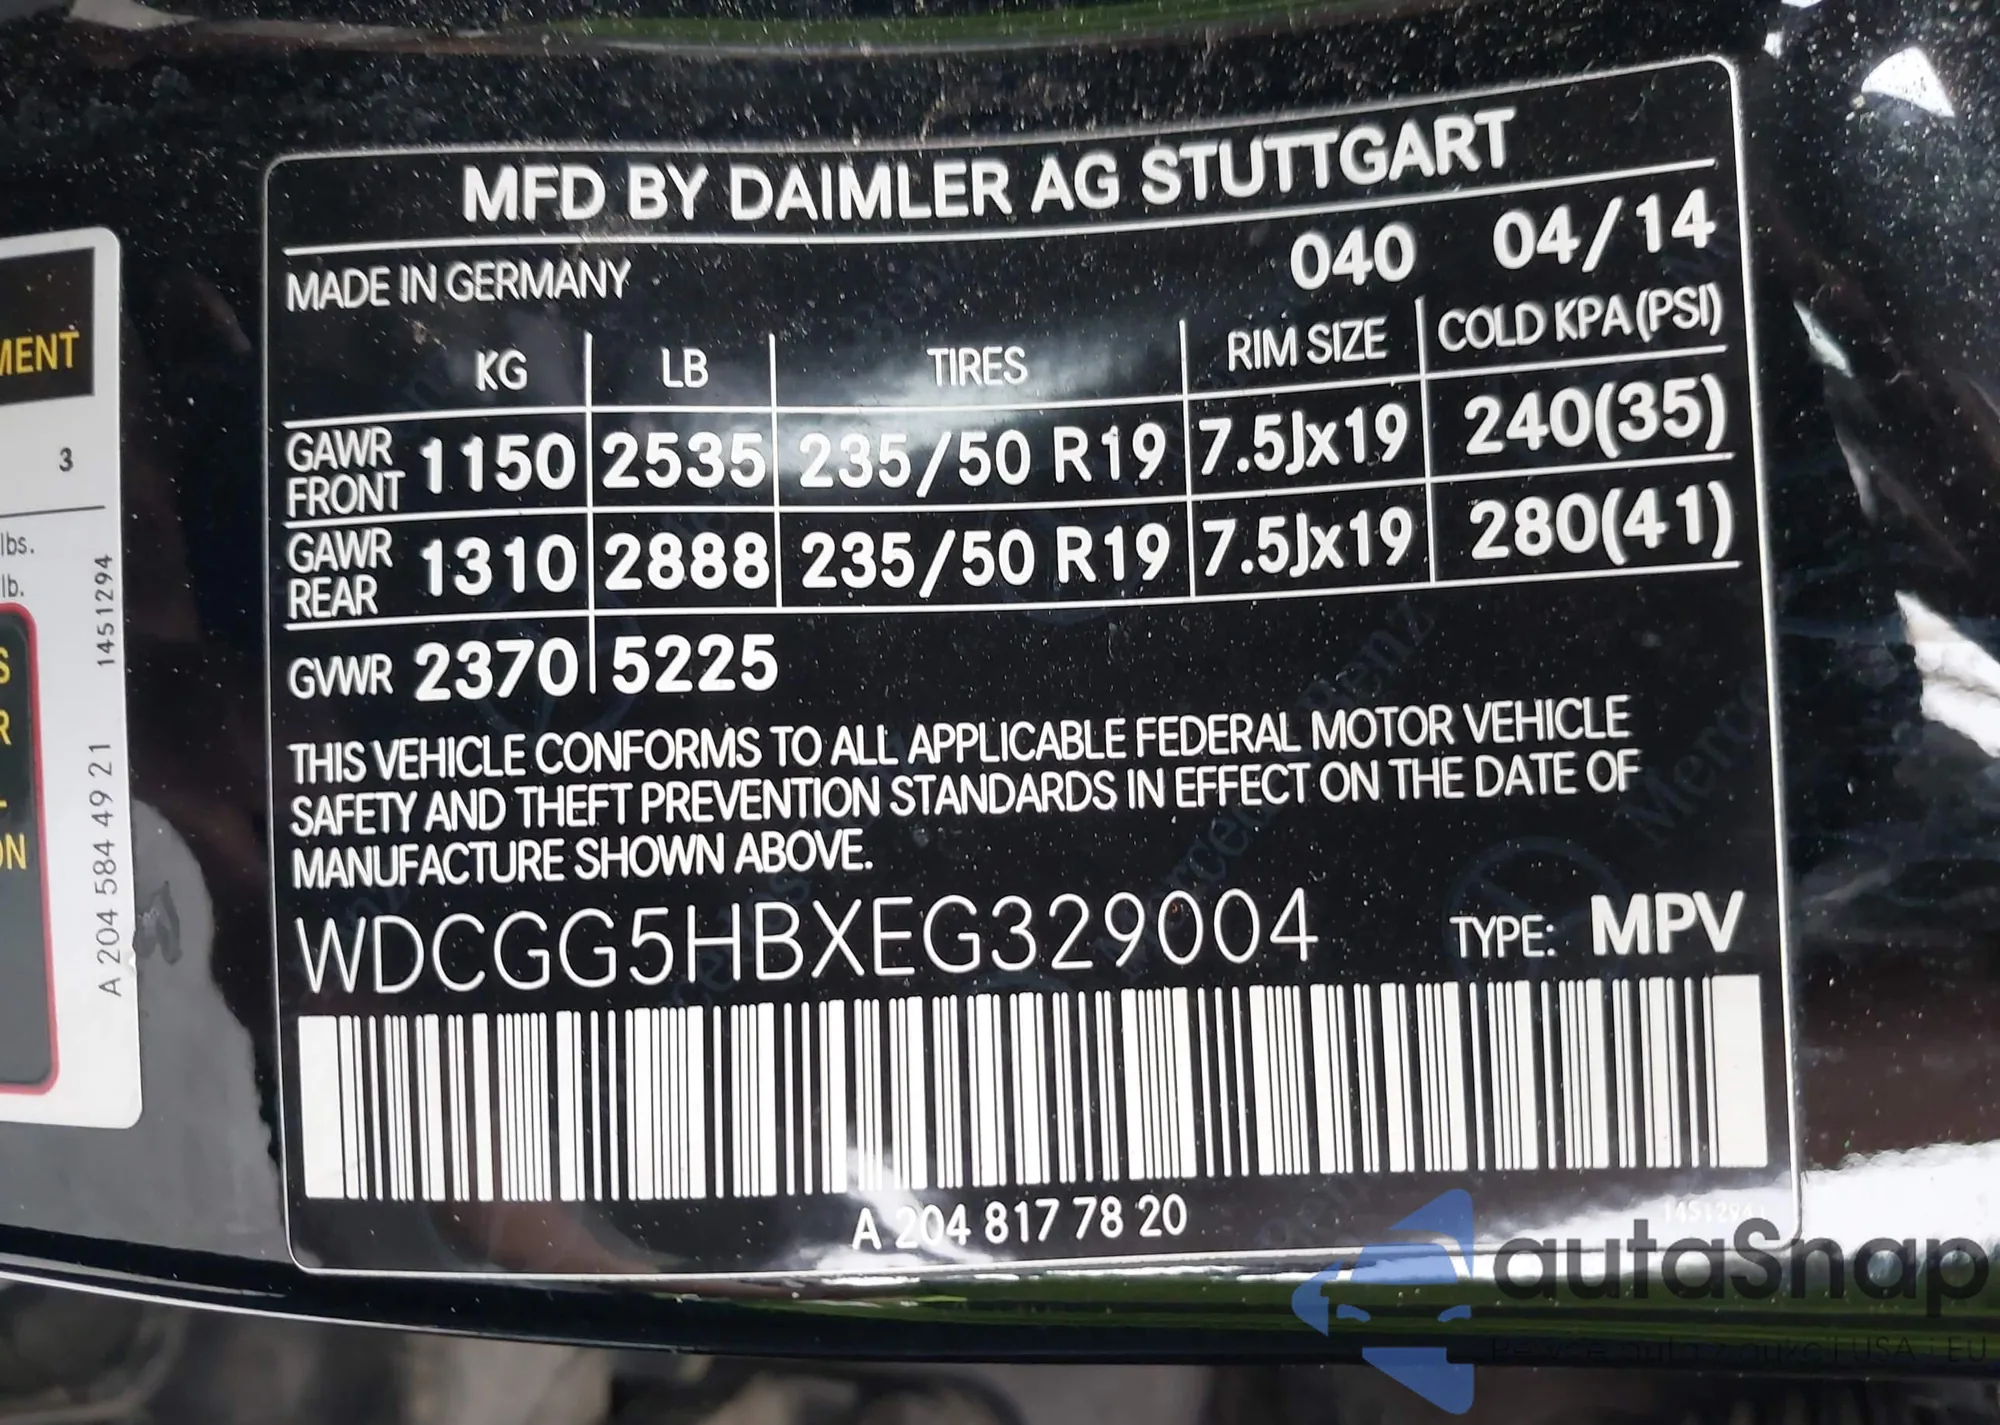 MFD BY DAIMLER AG STUTTGART
MADE IN GERMANY 040 04/14
KG LB TIRES RIM SIZE COLD KPA (PSI)
GAWR FRONT 1150 2535 235/50 R19 7.5Jx19 240(35)
GAWR REAR 1310 2888 235/50 R19 7.5Jx19 280(41)
GVWR 2370 5225
THIS VEHICLE CONFORMS TO ALL APPLICABLE FEDERAL MOTOR VEHICLE
SAFETY AND THEFT PREVENTION STANDARDS IN EFFECT ON THE DATE OF
MANUFACTURE SHOWN ABOVE.
WDCGG5HBXEG329004 TYPE: MPV
A 204 817 78 20
3
lbs.
lb.
A 204 584 49 21 1451294
autaSnap